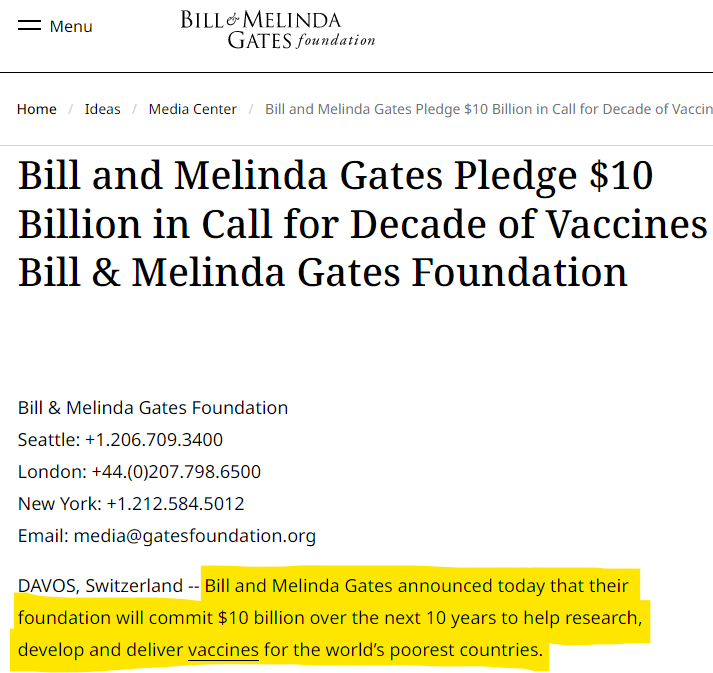 Menu
BILL & MELINDA
GATES foundation
Home / Ideas / Media Center / Bill and Melinda Gates Pledge $10 Billion in Call for Decade of Vaccin
Bill and Melinda Gates Pledge $10
Billion in Call for Decade of Vaccines
Bill & Melinda Gates Foundation
Bill & Melinda Gates Foundation
Seattle: +1.206.709.3400
London: +44.(0)207.798.6500
New York: +1.212.584.5012
Email: media@gatesfoundation.org
DAVOS, Switzerland -- Bill and Melinda Gates announced today that their
foundation will commit $10 billion over the next 10 years to help research,
develop and deliver vaccines for the world’s poorest countries.